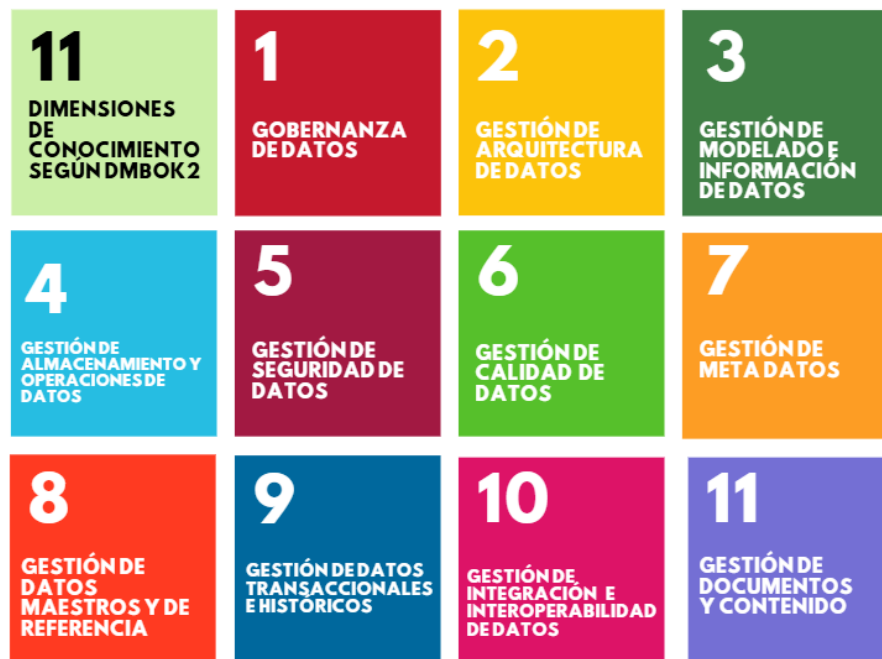 11
DIMENSIONES
DE
CONOCIMIENTO
SEGÚN DMBOK2
1
GOBERNANZA
DE DATOS
2
GESTIÓN DE
ARQUITECTURA
DE DATOS
3
GESTIÓN DE
MODELADO E
INFORMACIÓN
DE DATOS
4
GESTIÓN DE
ALMACENAMIENTO Y
OPERACIONES DE
DATOS
5
GESTIÓN DE
SEGURIDAD DE
DATOS
6
GESTIÓN DE
CALIDAD DE
DATOS
7
GESTIÓN DE
META DATOS
8
GESTIÓN DE
DATOS
MAESTROS Y DE
REFERENCIA
9
GESTIÓN DE DATOS
TRANSACCIONALES
E HISTÓRICOS
10
GESTIÓN DE
INTEGRACIÓN E
INTEROPERABILIDAD
DE DATOS
11
GESTIÓN DE
DOCUMENTOS
Y CONTENIDO